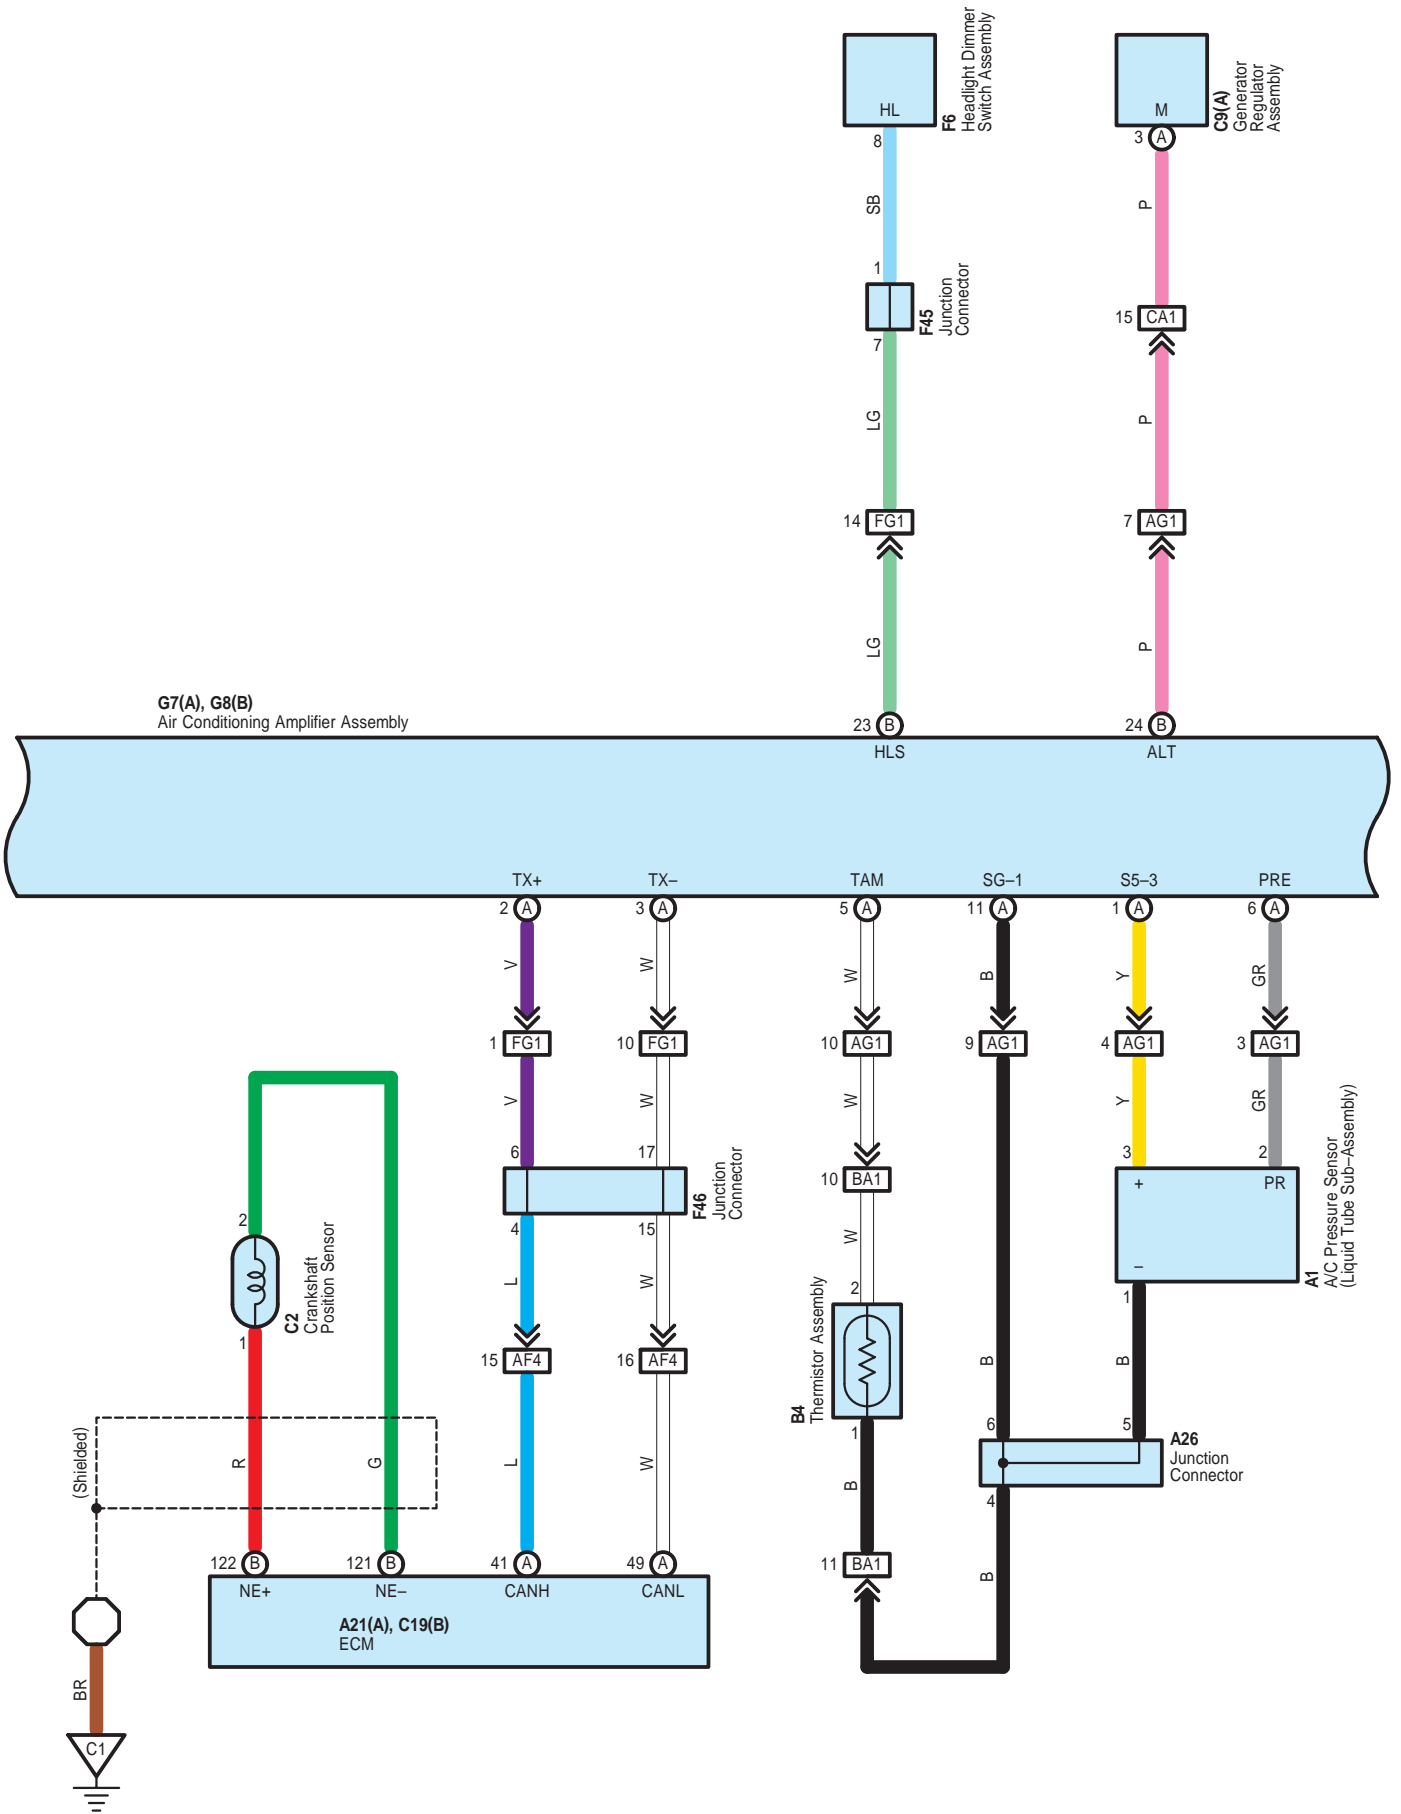 HL
F6
Headlight Dimmer
Switch Assembly
M
C9(A)
Generator
Regulator
Assembly
8
3 A
SB
P
1
F45
Junction
Connector
15 CA1
7
LG
P
14 FG1
7 AG1
LG
P
G7(A), G8(B)
Air Conditioning Amplifier Assembly
23 B
24 B
HLS
ALT
TX+
TX–
TAM
SG–1
S5–3
PRE
2 A
3 A
5 A
11 A
1 A
6 A
V
W
W
B
Y
GR
1 FG1
10 FG1
10 AG1
9 AG1
4 AG1
3 AG1
V
W
W
Y
GR
6
17
3
2
10 BA1
+
PR
–
A1
A/C Pressure Sensor
(Liquid Tube Sub–Assembly)
F46
Junction
Connector
2
4
15
W
C2
Crankshaft
Position Sensor
L
W
2
1
1
B4
Thermistor Assembly
15 AF4
16 AF4
B
B
1
6
5
A26
Junction
Connector
(Shielded)
R
G
L
W
B
4
122 B
121 B
41 A
49 A
11 BA1
B
NE+
NE–
CANH
CANL
A21(A), C19(B)
ECM
BR
C1